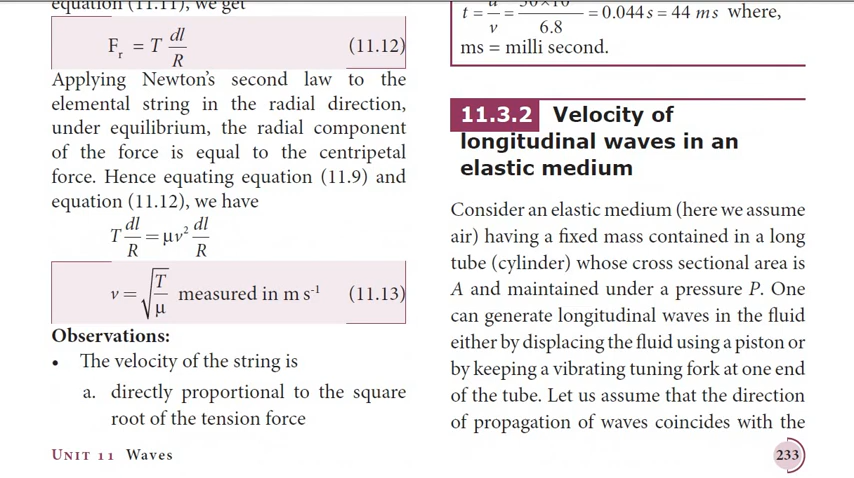 equation (11.11), we get
F_r = T dl/R (11.12)
Applying Newton's second law to the
elemental string in the radial direction,
under equilibrium, the radial component
of the force is equal to the centripetal
force. Hence equating equation (11.9) and
equation (11.12), we have
T dl/R = μv² dl/R
v = √(T/μ) measured in m s⁻¹ (11.13)
Observations:
• The velocity of the string is
a. directly proportional to the square
root of the tension force
UNIT 11 Waves
t = d/v = /6.8 = 0.044 s = 44 ms where,
ms = milli second.
11.3.2 Velocity of
longitudinal waves in an
elastic medium
Consider an elastic medium (here we assume
air) having a fixed mass contained in a long
tube (cylinder) whose cross sectional area is
A and maintained under a pressure P. One
can generate longitudinal waves in the fluid
either by displacing the fluid using a piston or
by keeping a vibrating tuning fork at one end
of the tube. Let us assume that the direction
of propagation of waves coincides with the
233